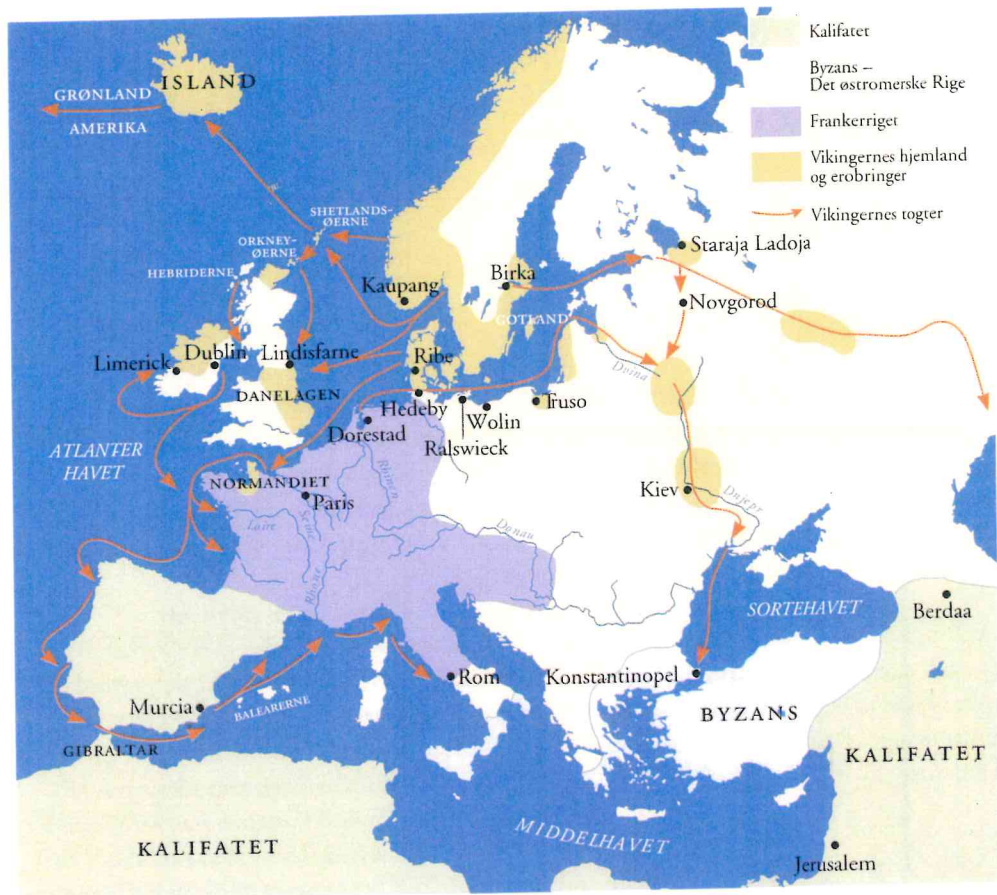 Kalifatet
Byzans –
Det østromerske Rige
Frankerriget
Vikingernes hjemland
og erobringer
Vikingernes togter
ISLAND
GRØNLAND
AMERIKA
SHETLANDS-
ØERNE
ORKNEY-
ØERNE
HEBRIDERNE
Staraja Ladoja
Kaupang
Birka
Novgorod
GOTLAND
Limerick
Dublin
Lindisfarne
Ribe
Dvina
DANELAGEN
Hedeby
Truso
Wolin
Dorestad
Ralswieck
ATLANTER
HAVET
Rhinen
NORMANDIET
Paris
Kiev
Dnjepr
Loire
Seine
Donau
Rhone
SORTEHAVET
Berdaa
Rom
Konstantinopel
Murcia
BALEARERNE
BYZANS
GIBRALTAR
KALIFATET
MIDDELHAVET
KALIFATET
Jerusalem